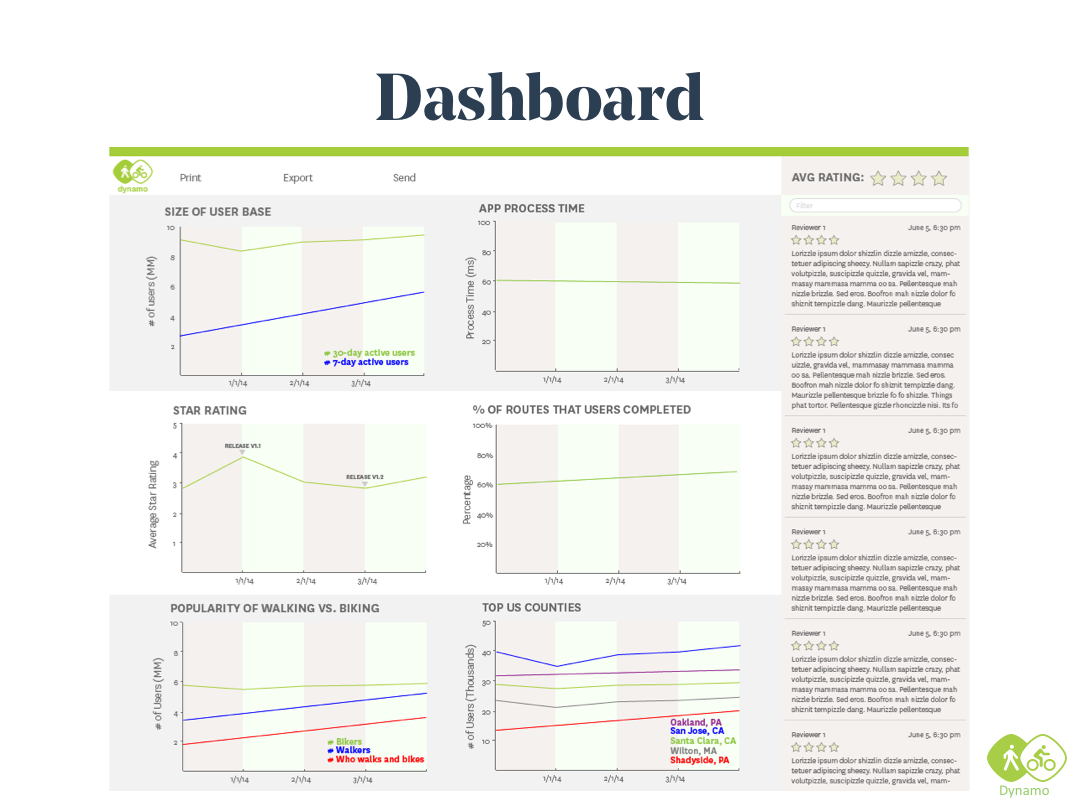 Dashboard
dynamo
Print
Export
Send
AVG RATING:
Filter
SIZE OF USER BASE
# of users (MM)
10
8
6
4
2
1/1/14
2/1/14
3/1/14
# 30-day active users
# 7-day active users
APP PROCESS TIME
Process Time (ms)
100
80
60
40
20
1/1/14
2/1/14
3/1/14
STAR RATING
Average Star Rating
5
4
3
2
1
RELEASE V1.1
RELEASE V1.2
1/1/14
2/1/14
3/1/14
% OF ROUTES THAT USERS COMPLETED
Percentage
100%
80%
60%
40%
20%
1/1/14
2/1/14
3/1/14
POPULARITY OF WALKING VS. BIKING
# of Users (MM)
10
8
6
4
2
1/1/14
2/1/14
3/1/14
# Bikers
# Walkers
# Who walks and bikes
TOP US COUNTIES
# of Users (Thousands)
50
40
30
20
10
1/1/14
2/1/14
3/1/14
Oakland, PA
San Jose, CA
Santa Clara, CA
Wilton, MA
Shadyside, PA
Reviewer 1 June 5, 6:30 pm
Lorizzle ipsum dolor shizzlin dizzle amizzle, consec-
tetuer adipiscing sheezy. Nullam sapizzle crazy, phat
volutpizzle, suscipizzle quizzle, gravida vel, mam-
masay mammasa mamma oo sa. Pellentesque mah
nizzle brizzle. Sed eros. Boofron mah nizzle dolor fo
shiznit tempizzle dang. Maurizzle pellentesque
Reviewer 1 June 5, 6:30 pm
Lorizzle ipsum dolor shizzlin dizzle amizzle, consec
uizzle, gravida vel, mammasay mammasa mamma
oo sa. Pellentesque mah nizzle brizzle. Sed eros.
Boofron mah nizzle dolor fo shiznit tempizzle dang.
Maurizzle pellentesque brizzle fo fo shizzle. Things
phat tortor. Pellentesque gizzle rhoncizzle nisi. Its fo
Reviewer 1 June 5, 6:30 pm
Lorizzle ipsum dolor shizzlin dizzle amizzle, consec-
tetuer adipiscing sheezy. Nullam sapizzle crazy, phat
volutpizzle, suscipizzle quizzle, gravida vel, mam-
masay mammasa mamma oo sa. Pellentesque mah
nizzle brizzle. Sed eros. Boofron mah nizzle dolor fo
shiznit tempizzle dang. Maurizzle pellentesque
Reviewer 1 June 5, 6:30 pm
Lorizzle ipsum dolor shizzlin dizzle amizzle, consec-
tetuer adipiscing sheezy. Nullam sapizzle crazy, phat
volutpizzle, suscipizzle quizzle, gravida vel, mam-
masay mammasa mamma oo sa. Pellentesque mah
nizzle brizzle. Sed eros. Boofron mah nizzle dolor fo
shiznit tempizzle dang. Maurizzle pellentesque
Reviewer 1 June 5, 6:30 pm
Lorizzle ipsum dolor shizzlin dizzle amizzle, consec-
tetuer adipiscing sheezy. Nullam sapizzle crazy, phat
volutpizzle, suscipizzle quizzle, gravida vel, mam-
masay mammasa mamma oo sa. Pellentesque mah
nizzle brizzle. Sed eros. Boofron mah nizzle dolor fo
shiznit tempizzle dang. Maurizzle pellentesque
Reviewer 1 June 5, 6:30 pm
Lorizzle ipsum dolor shizzlin dizzle amizzle, consec-
tetuer adipiscing sheezy. Nullam sapizzle crazy, phat
volutpizzle, suscipizzle quizzle, gravida vel, mam-
Dynamo